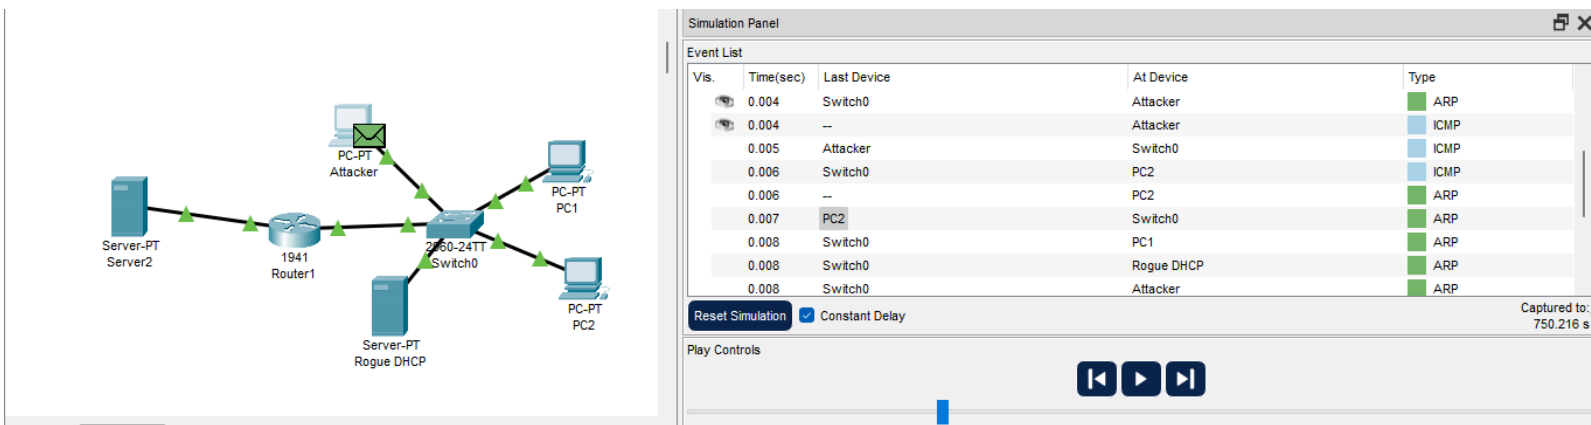 PC-PT
Attacker
PC-PT
PC1
Server-PT
Server2
1941
Router1
2960-24TT
Switch0
PC-PT
PC2
Server-PT
Rogue DHCP
Simulation Panel
Event List
Vis. Time(sec) Last Device At Device Type
0.004 Switch0 Attacker ARP
0.004 -- Attacker ICMP
0.005 Attacker Switch0 ICMP
0.006 Switch0 PC2 ICMP
0.006 -- PC2 ARP
0.007 PC2 Switch0 ARP
0.008 Switch0 PC1 ARP
0.008 Switch0 Rogue DHCP ARP
0.008 Switch0 Attacker ARP
Reset Simulation Constant Delay Captured to:
750.216 s
Play Controls